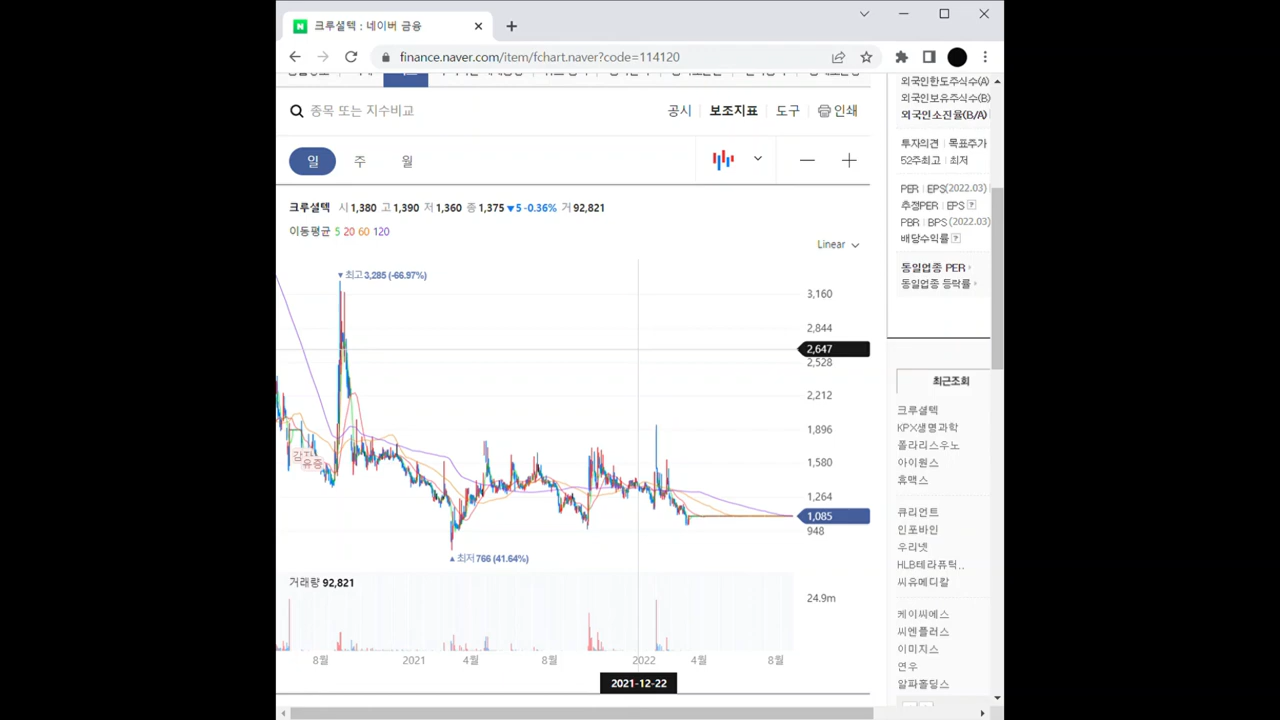 크루셜텍 : 네이버 금융
finance.naver.com/item/fchart.naver?code=114120
종목 또는 지수비교
공시 보조지표 도구 인쇄
일 주 월
크루셜텍 시 1,380 고 1,390 저 1,360 종 1,375 ▼5 -0.36% 거 92,821
이동평균 5 20 60 120
Linear
▼최고 3,285 (-66.97%)
3,160
2,844
2,647
2,528
2,212
1,896
1,580
1,264
1,085
948
감자
유증
▲최저 766 (41.64%)
거래량 92,821
24.9m
8월 2021 4월 8월 2022 4월 8월
2021-12-22
외국인한도주식수(A)
외국인보유주식수(B)
외국인소진율(B/A)
투자의견 | 목표주가
52주최고 | 최저
PER | EPS(2022.03)
추정PER | EPS ?
PBR | BPS (2022.03)
배당수익률 ?
동일업종 PER
동일업종 등락률
최근조회
크루셜텍
KPX생명과학
폴라리스우노
아이원스
휴맥스
큐리언트
인포바인
우리넷
HLB테라퓨틱..
씨유메디칼
케이씨에스
씨엔플러스
이미지스
연우
알파홀딩스